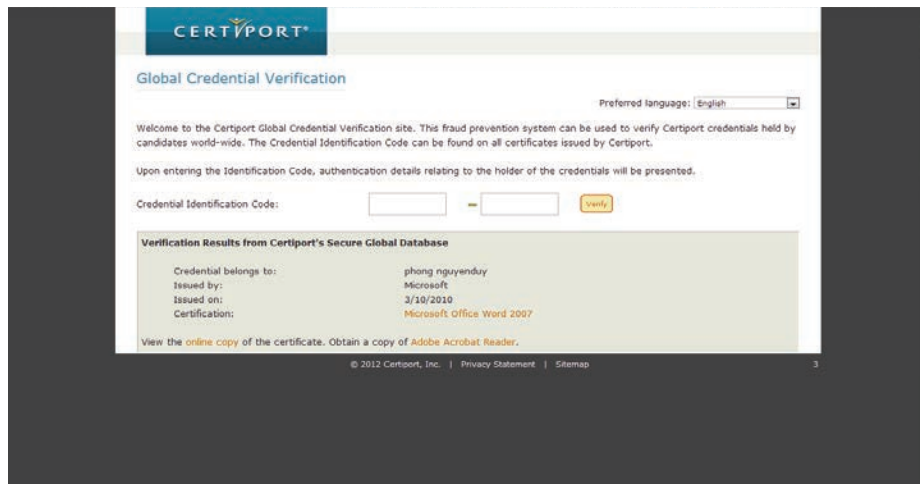 CERTIPORT®
Global Credential Verification
Preferred language: English
Welcome to the Certiport Global Credential Verification site. This fraud prevention system can be used to verify Certiport credentials held by
candidates world-wide. The Credential Identification Code can be found on all certificates issued by Certiport.
Upon entering the Identification Code, authentication details relating to the holder of the credentials will be presented.
Credential Identification Code: – Verify
Verification Results from Certiport's Secure Global Database
Credential belongs to: phong nguyenduy
Issued by: Microsoft
Issued on: 3/10/2010
Certification: Microsoft Office Word 2007
View the online copy of the certificate. Obtain a copy of Adobe Acrobat Reader.
© 2012 Certiport, Inc. | Privacy Statement | Sitemap 3